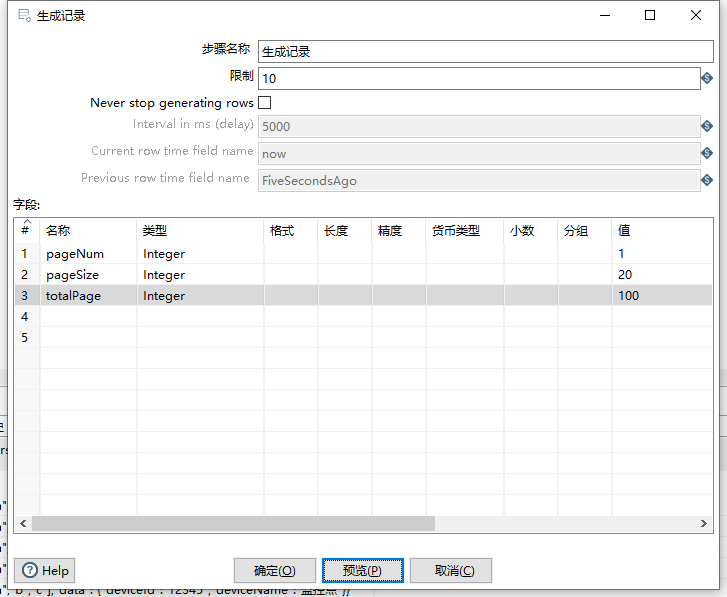 生成记录
步骤名称 生成记录
限制 10
Never stop generating rows
Interval in ms (delay) 5000
Current row time field name now
Previous row time field name FiveSecondsAgo
字段:
# 名称 类型 格式 长度 精度 货币类型 小数 分组 值
1 pageNum Integer 1
2 pageSize Integer 20
3 totalPage Integer 100
4
5
Help 确定(O) 预览(P) 取消(C)